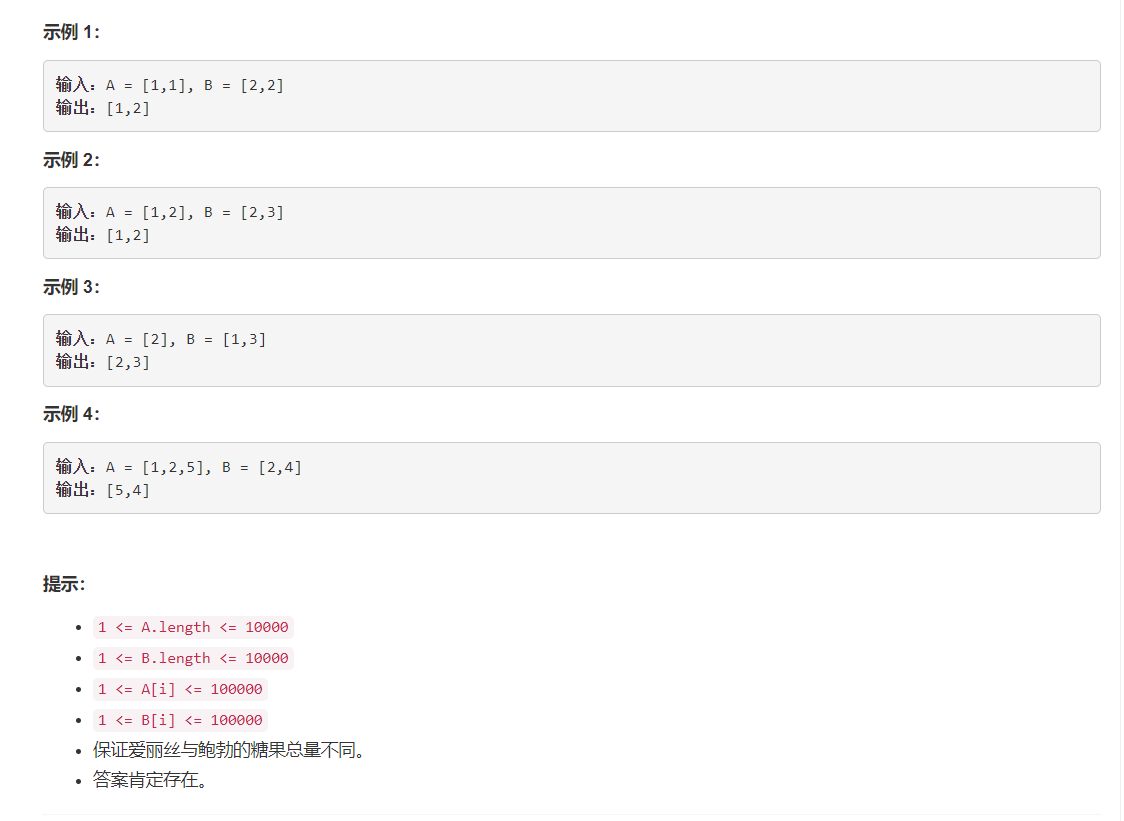 示例 1：
输入：A = [1,1], B = [2,2]
输出：[1,2]
示例 2：
输入：A = [1,2], B = [2,3]
输出：[1,2]
示例 3：
输入：A = [2], B = [1,3]
输出：[2,3]
示例 4：
输入：A = [1,2,5], B = [2,4]
输出：[5,4]
提示：
• 1 <= A.length <= 10000
• 1 <= B.length <= 10000
• 1 <= A[i] <= 100000
• 1 <= B[i] <= 100000
• 保证爱丽丝与鲍勃的糖果总量不同。
• 答案肯定存在。